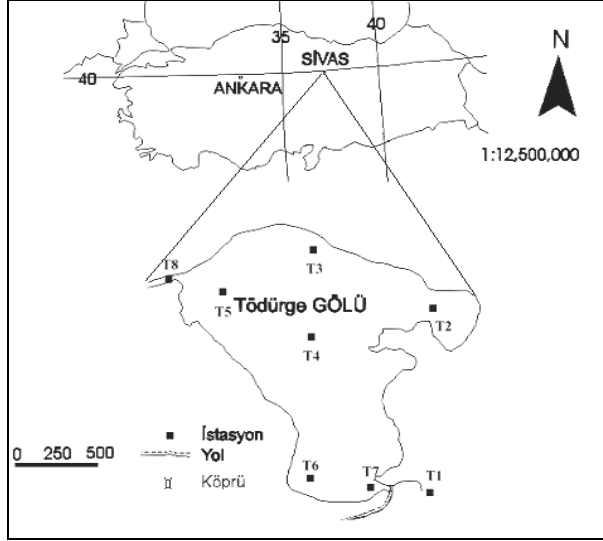 35
40
N
SİVAS
40
ANKARA
1:12,500,000
T8
T3
T5
Tödürge GÖLÜ
T2
T4
İstasyon
Yol
0 250 500
Köprü
T6
T7
T1